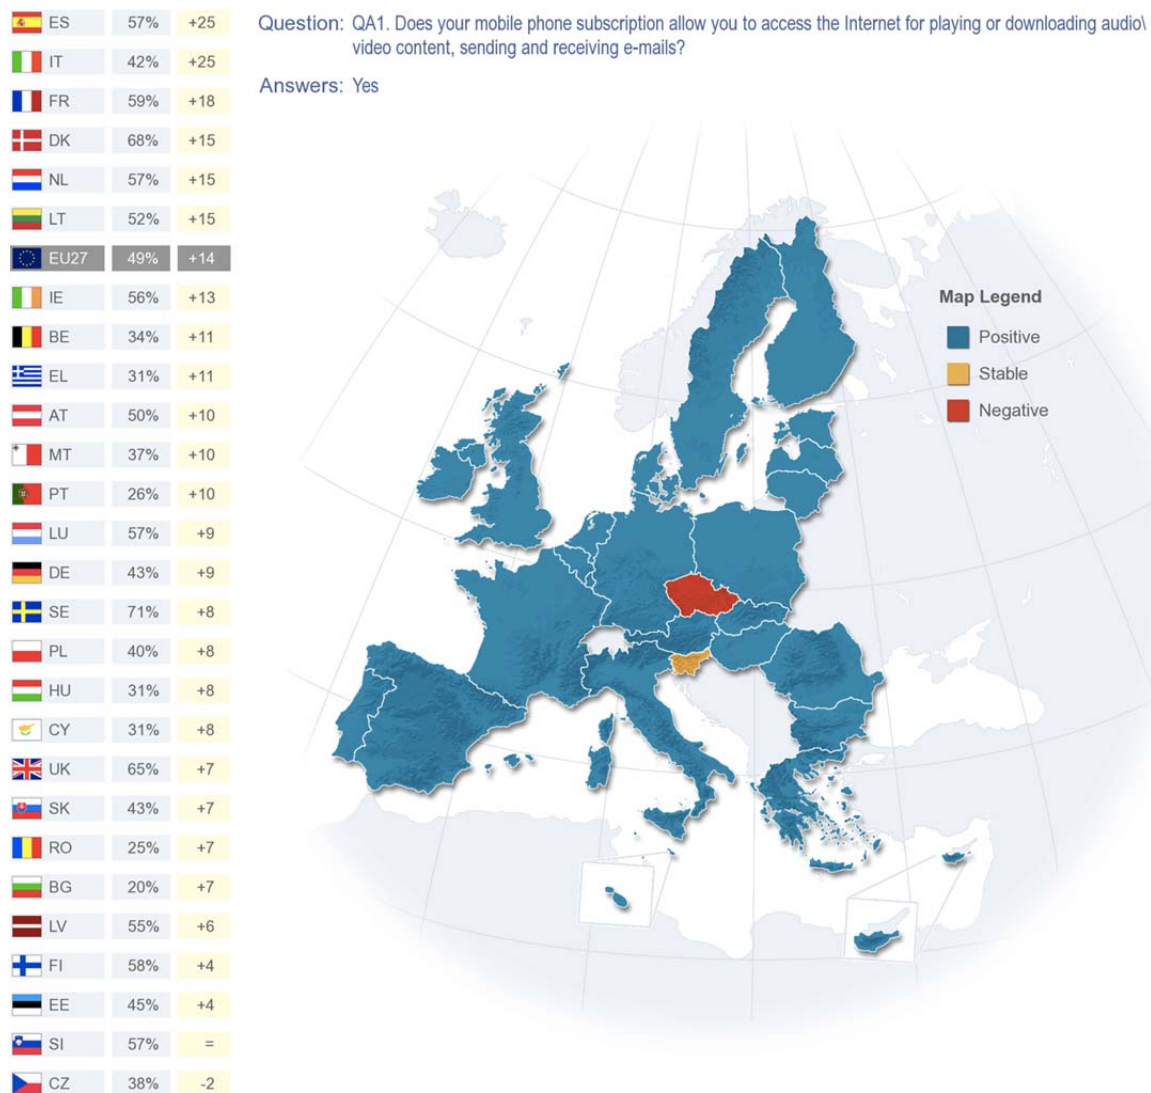 ES 57% +25
IT 42% +25
FR 59% +18
DK 68% +15
NL 57% +15
LT 52% +15
EU27 49% +14
IE 56% +13
BE 34% +11
EL 31% +11
AT 50% +10
MT 37% +10
PT 26% +10
LU 57% +9
DE 43% +9
SE 71% +8
PL 40% +8
HU 31% +8
CY 31% +8
UK 65% +7
SK 43% +7
RO 25% +7
BG 20% +7
LV 55% +6
FI 58% +4
EE 45% +4
SI 57% =
CZ 38% -2
Question: QA1. Does your mobile phone subscription allow you to access the Internet for playing or downloading audio\
video content, sending and receiving e-mails?
Answers: Yes
Map Legend
Positive
Stable
Negative